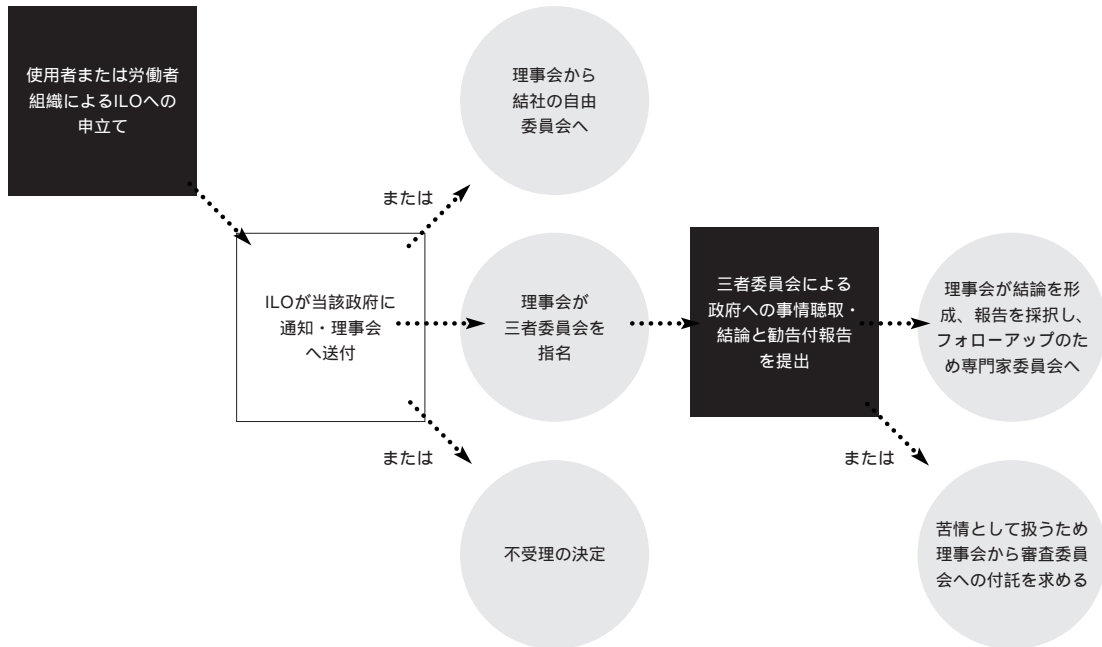 使用者または労働者
組織によるILOへの
申立て
理事会から
結社の自由
委員会へ
または
ILOが当該政府に
通知・理事会
へ送付
理事会が
三者委員会を
指名
三者委員会による
政府への事情聴取・
結論と勧告付報告
を提出
理事会が結論を形
成、報告を採択し、
フォローアップのた
め専門家委員会へ
または
不受理の決定
または
苦情として扱うため
理事会から審査委員
会への付託を求める